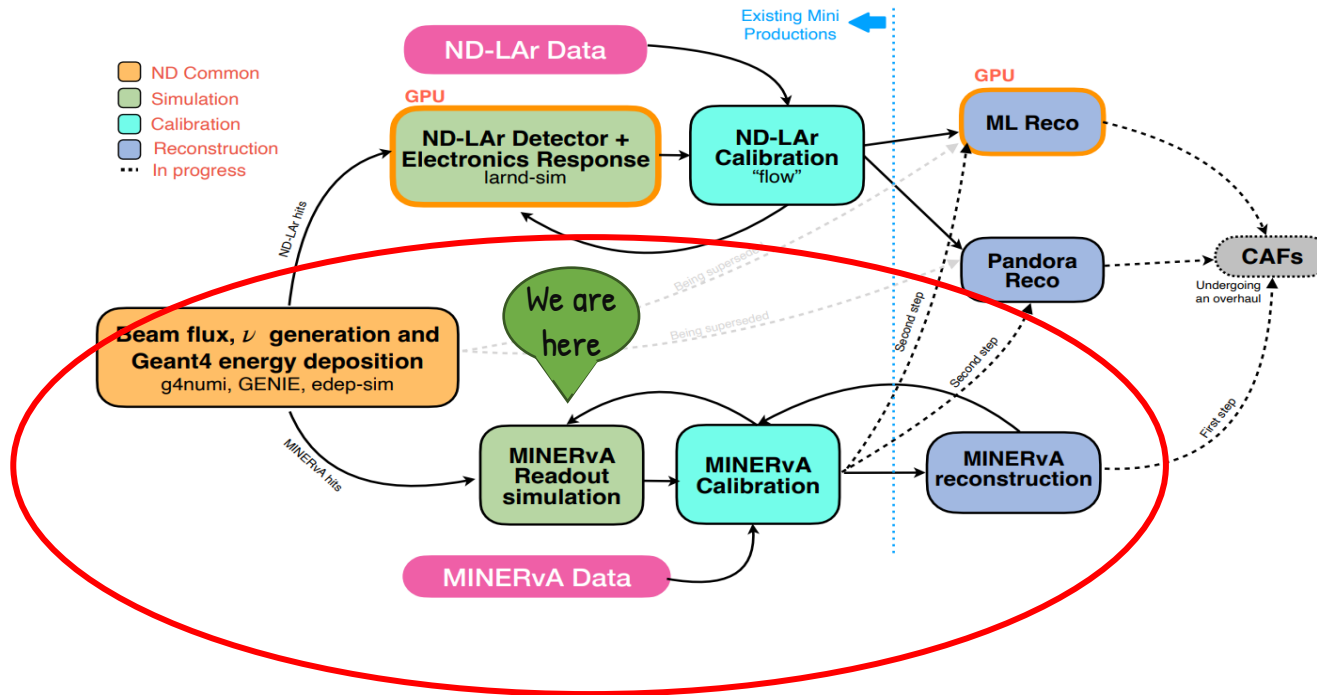 Existing Mini
Productions
ND-LAr Data
ND Common
Simulation
Calibration
Reconstruction
In progress
GPU
ND-LAr Detector +
Electronics Response
larnd-sim
ND-LAr
Calibration
“flow”
GPU
ML Reco
ND-LAr hits
Being superseded
Being superseded
Pandora
Reco
CAFs
Undergoing
an overhaul
We are
here
Beam flux, ν generation and
Geant4 energy deposition
g4numi, GENIE, edep-sim
Second step
Second step
First step
MINERvA hits
MINERvA
Readout
simulation
MINERvA
Calibration
MINERvA
reconstruction
MINERvA Data